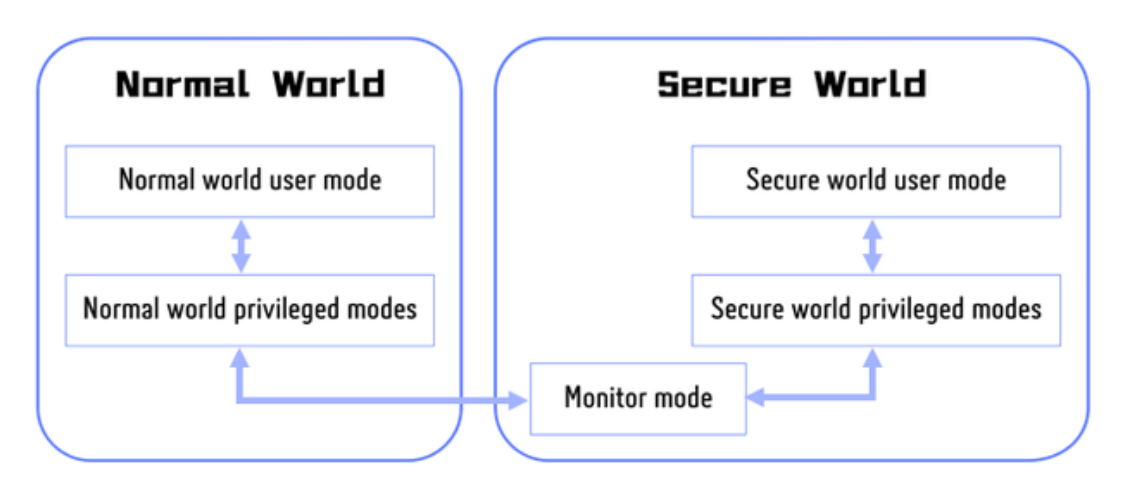 Normal World
Normal world user mode
Normal world privileged modes
Secure World
Secure world user mode
Secure world privileged modes
Monitor mode